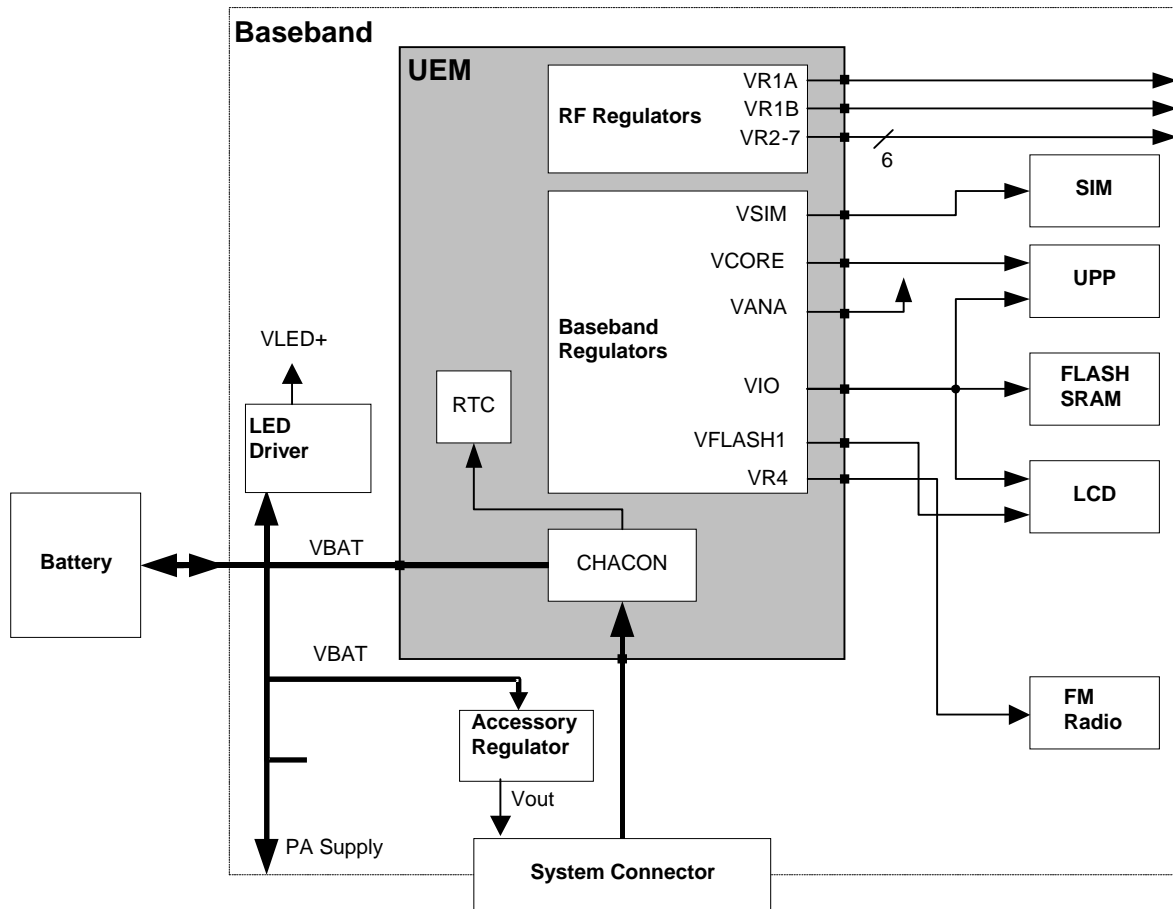 Baseband
UEM
RF Regulators
VR1A
VR1B
VR2-7
6
SIM
VSIM
VCORE
UPP
VANA
Baseband
Regulators
VLED+
VIO
FLASH
SRAM
RTC
LED
Driver
VFLASH1
VR4
LCD
Battery
VBAT
CHACON
VBAT
Accessory
Regulator
FM
Radio
Vout
PA Supply
System Connector